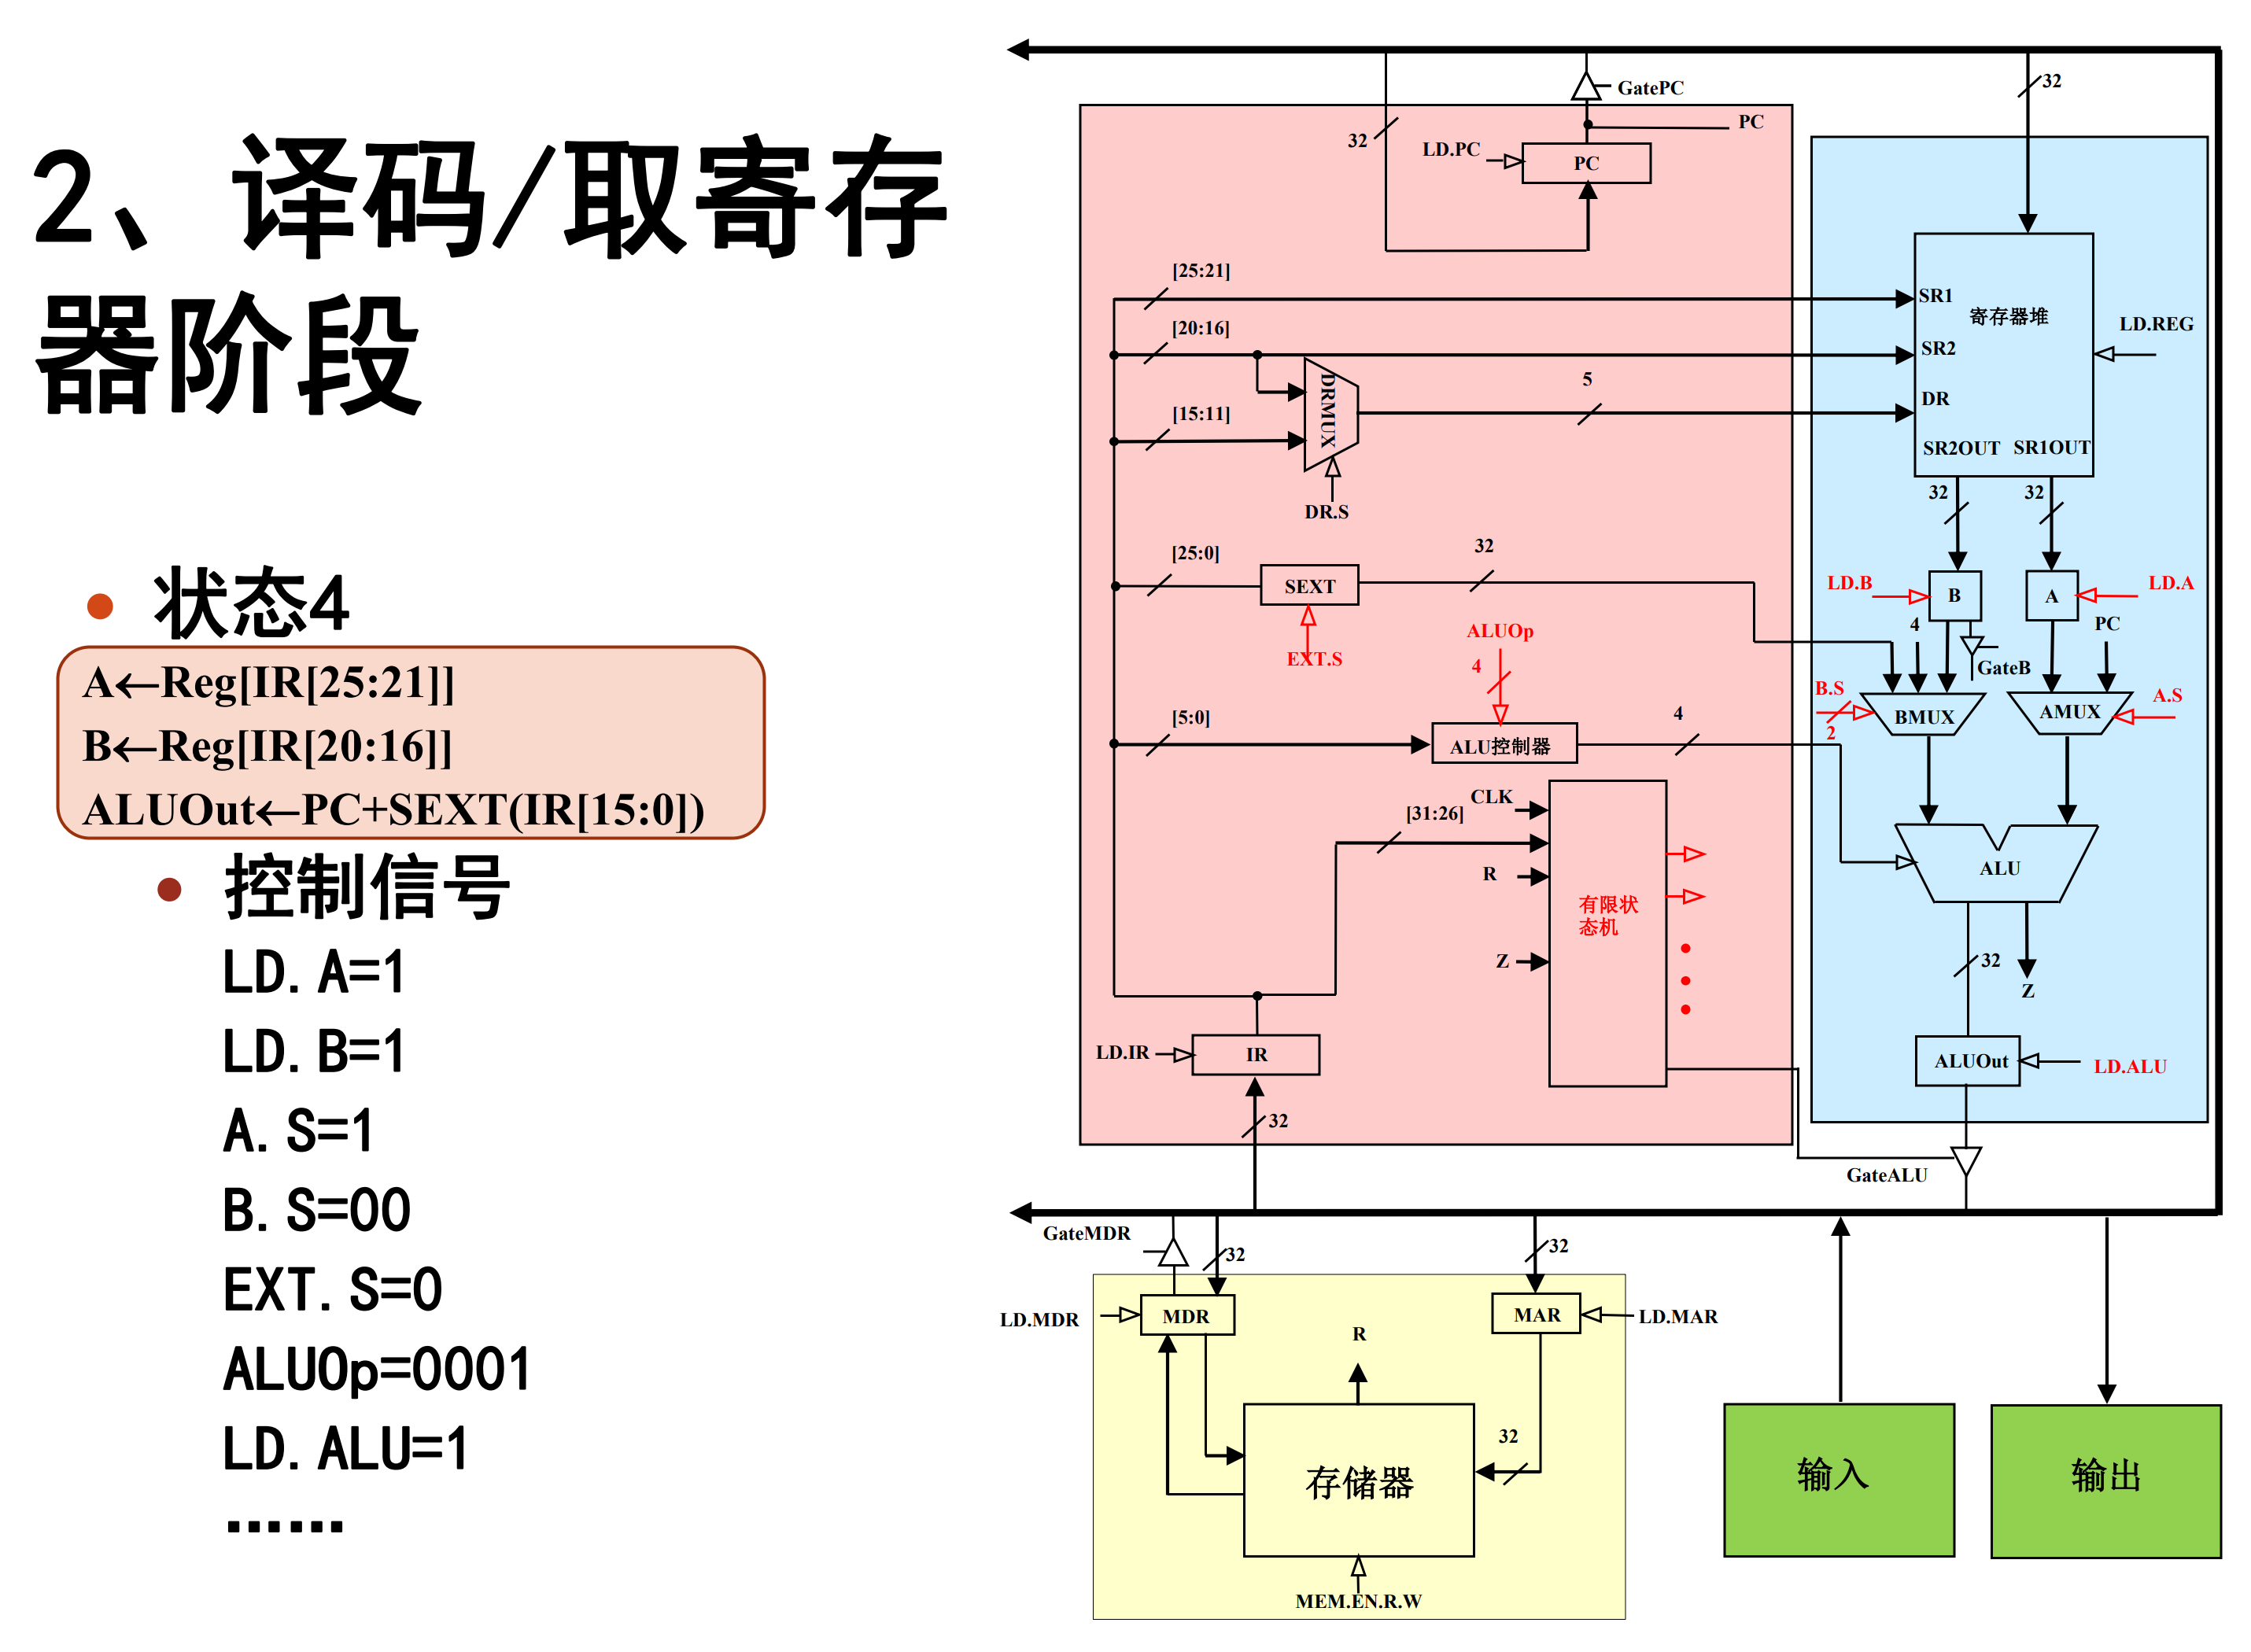 2、译码/取寄存
器阶段
状态4
A←Reg[IR[25:21]]
B←Reg[IR[20:16]]
ALUOut←PC+SEXT(IR[15:0])
控制信号
LD.A=1
LD.B=1
A.S=1
B.S=00
EXT.S=0
ALUOp=0001
LD.ALU=1
.......
GatePC
32
PC
32
LD.PC
PC
[25:21]
SR1
寄存器堆
LD.REG
[20:16]
SR2
DRMUX
5
DR
[15:11]
SR2OUT
SR1OUT
DR.S
32
32
[25:0]
SEXT
32
LD.B
B
A
LD.A
4
PC
EXT.S
ALUOp
4
GateB
B.S
2
BMUX
AMUX
A.S
[5:0]
ALU控制器
4
CLK
[31:26]
R
有限状
态机
Z
ALU
32
Z
LD.IR
IR
ALUOut
LD.ALU
32
GateALU
GateMDR
32
32
LD.MDR
MDR
R
MAR
LD.MAR
存储器
32
MEM.EN.R.W
输入
输出